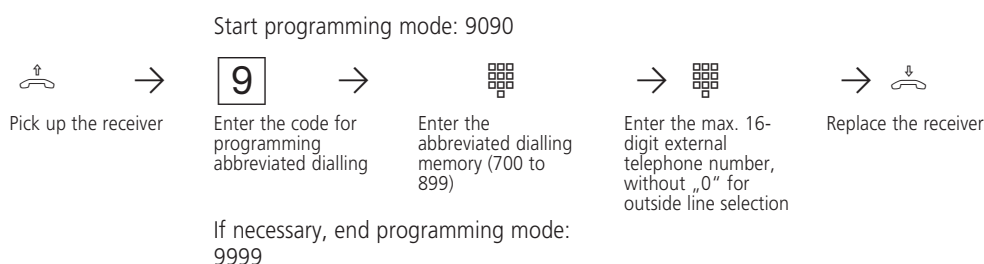 Start programming mode: 9090
9
Pick up the receiver
Enter the code for
programming
abbreviated dialling
Enter the
abbreviated dialling
memory (700 to
899)
Enter the max. 16-
digit external
telephone number,
without „0“ for
outside line selection
Replace the receiver
If necessary, end programming mode:
9999